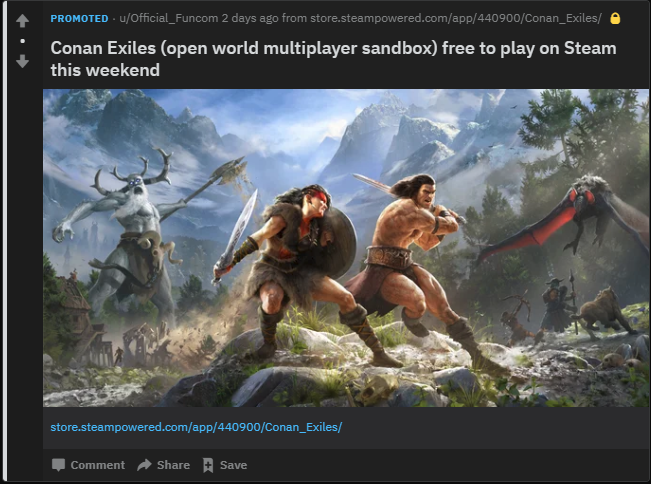 PROMOTED · u/Official_Funcom 2 days ago from store.steampowered.com/app/440900/Conan_Exiles/
Conan Exiles (open world multiplayer sandbox) free to play on Steam
this weekend
store.steampowered.com/app/440900/Conan_Exiles/
Comment Share Save